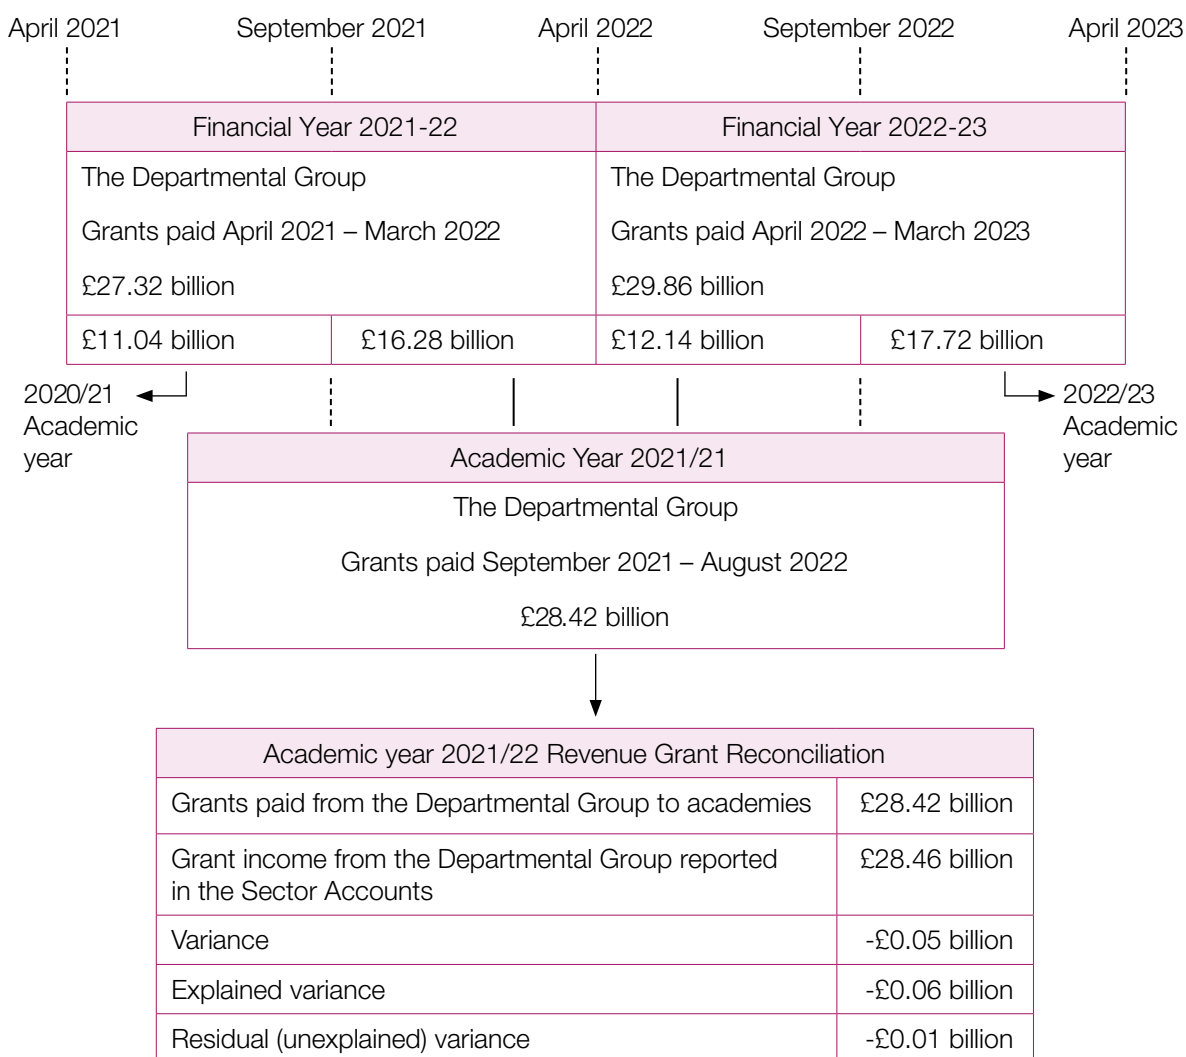 April 2021
September 2021
April 2022
September 2022
April 2023
Financial Year 2021-22
Financial Year 2022-23
The Departmental Group
The Departmental Group
Grants paid April 2021 – March 2022
Grants paid April 2022 – March 2023
£27.32 billion
£29.86 billion
£11.04 billion
£16.28 billion
£12.14 billion
£17.72 billion
2020/21
Academic
year
2022/23
Academic
year
Academic Year 2021/21
The Departmental Group
Grants paid September 2021 – August 2022
£28.42 billion
Academic year 2021/22 Revenue Grant Reconciliation
Grants paid from the Departmental Group to academies
£28.42 billion
Grant income from the Departmental Group reported
in the Sector Accounts
£28.46 billion
Variance
-£0.05 billion
Explained variance
-£0.06 billion
Residual (unexplained) variance
-£0.01 billion